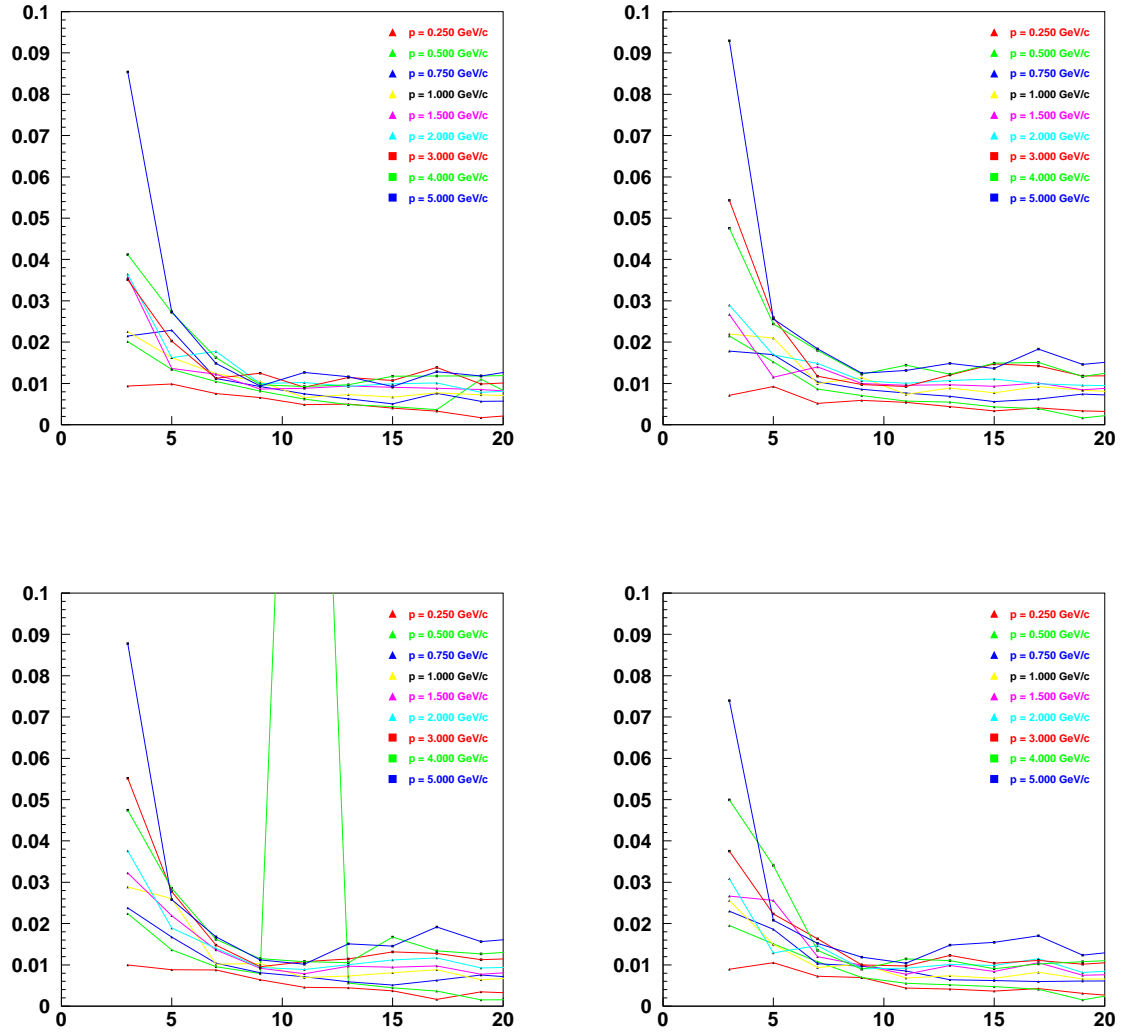 0.1
0.09
0.08
0.07
0.06
0.05
0.04
0.03
0.02
0.01
0
0 5 10 15 20
p = 0.250 GeV/c
p = 0.500 GeV/c
p = 0.750 GeV/c
p = 1.000 GeV/c
p = 1.500 GeV/c
p = 2.000 GeV/c
p = 3.000 GeV/c
p = 4.000 GeV/c
p = 5.000 GeV/c
0.1
0.09
0.08
0.07
0.06
0.05
0.04
0.03
0.02
0.01
0
0 5 10 15 20
p = 0.250 GeV/c
p = 0.500 GeV/c
p = 0.750 GeV/c
p = 1.000 GeV/c
p = 1.500 GeV/c
p = 2.000 GeV/c
p = 3.000 GeV/c
p = 4.000 GeV/c
p = 5.000 GeV/c
0.1
0.09
0.08
0.07
0.06
0.05
0.04
0.03
0.02
0.01
0
0 5 10 15 20
p = 0.250 GeV/c
p = 0.500 GeV/c
p = 0.750 GeV/c
p = 1.000 GeV/c
p = 1.500 GeV/c
p = 2.000 GeV/c
p = 3.000 GeV/c
p = 4.000 GeV/c
p = 5.000 GeV/c
0.1
0.09
0.08
0.07
0.06
0.05
0.04
0.03
0.02
0.01
0
0 5 10 15 20
p = 0.250 GeV/c
p = 0.500 GeV/c
p = 0.750 GeV/c
p = 1.000 GeV/c
p = 1.500 GeV/c
p = 2.000 GeV/c
p = 3.000 GeV/c
p = 4.000 GeV/c
p = 5.000 GeV/c